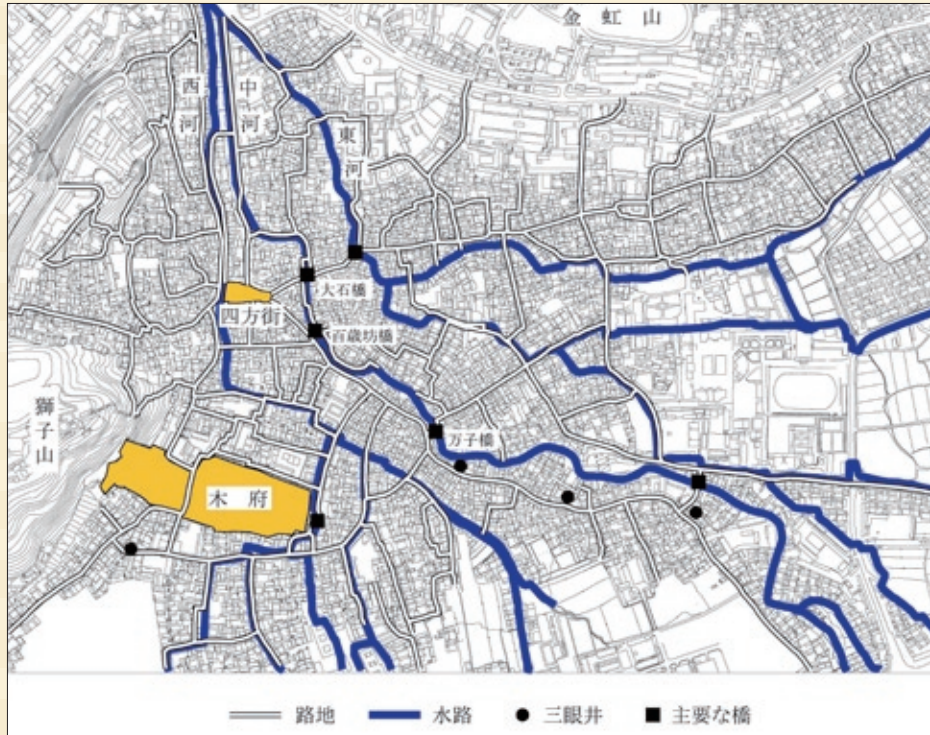 金虹山
西河
中河
東河
大石橋
四方街
百歳坊橋
獅子山
万子橋
木府
路地
水路
三眼井
主要な橋